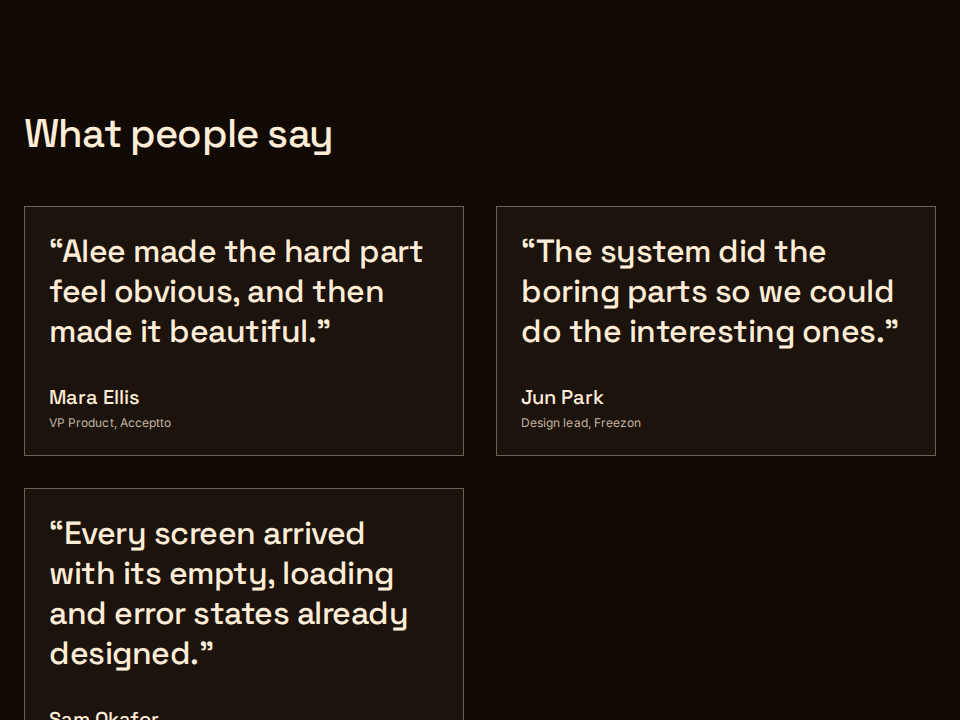 What people say
“Alee made the hard part
feel obvious, and then
made it beautiful.”
Mara Ellis
VP Product, Acceptto
“The system did the
boring parts so we could
do the interesting ones.”
Jun Park
Design lead, Freezon
“Every screen arrived
with its empty, loading
and error states already
designed.”
Sam Okafor